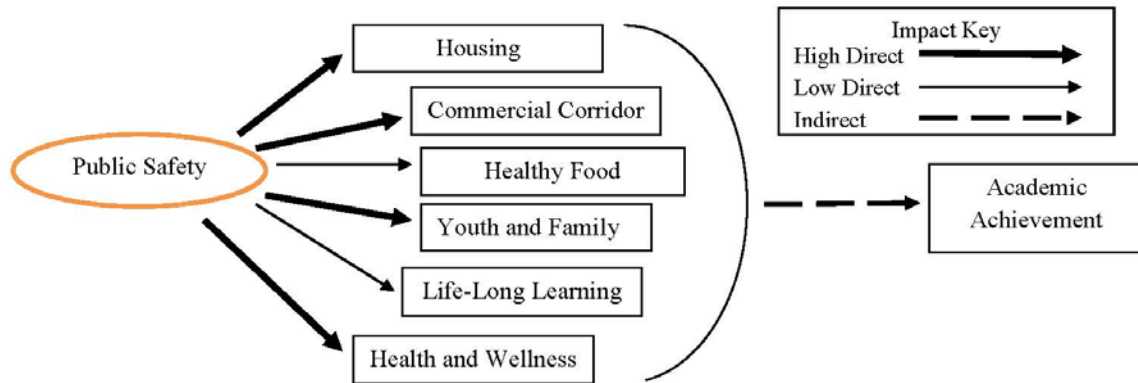 Public Safety
Housing
Commercial Corridor
Healthy Food
Youth and Family
Life-Long Learning
Health and Wellness
Impact Key
High Direct
Low Direct
Indirect
Academic
Achievement